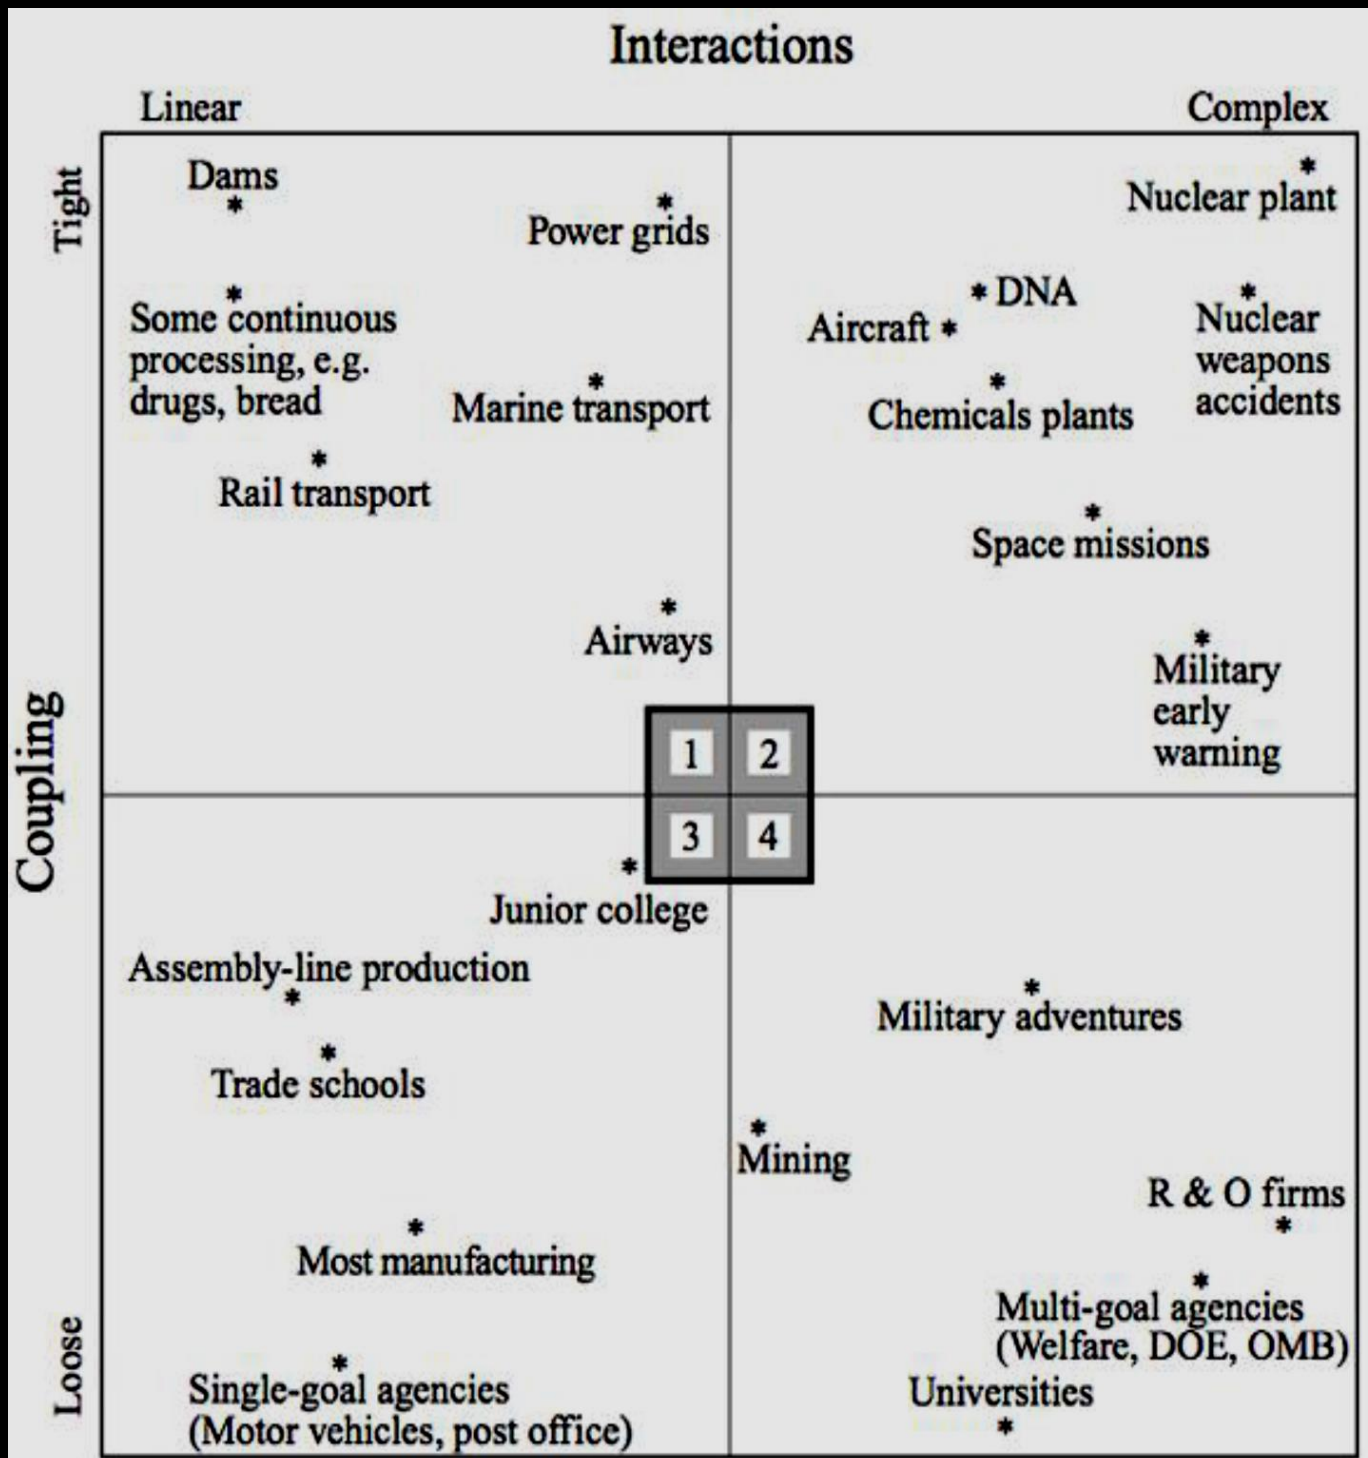 Interactions
Linear
Complex
Tight
Dams
Power grids
Nuclear plant
Some continuous
processing, e.g.
drugs, bread
Marine transport
Rail transport
Airways
DNA
Aircraft
Chemicals plants
Nuclear
weapons
accidents
Space missions
Military
early
warning
Coupling
1
2
3
4
Junior college
Assembly-line production
Trade schools
Most manufacturing
Single-goal agencies
(Motor vehicles, post office)
Military adventures
Mining
R & O firms
Multi-goal agencies
(Welfare, DOE, OMB)
Universities
Loose